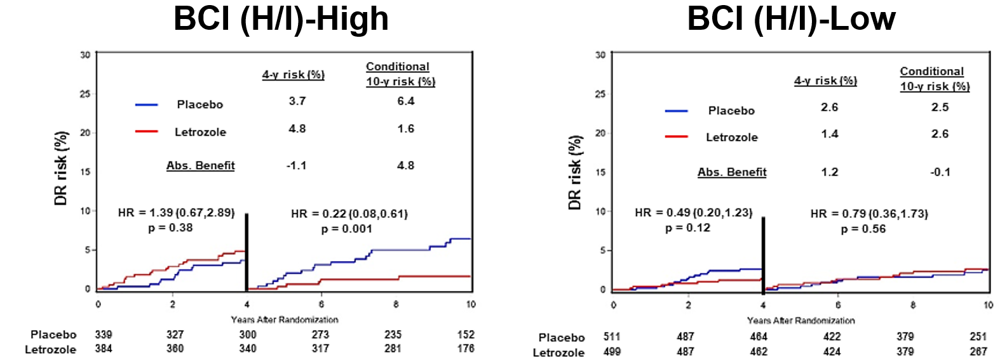 BCI (H/I)-High
30
25
20
15
10
5
0
DR risk (%)
4-y risk (%)
Conditional
10-y risk (%)
Placebo 3.7 6.4
Letrozole 4.8 1.6
Abs. Benefit -1.1 4.8
HR = 1.39 (0.67,2.89)
p = 0.38
HR = 0.22 (0.08,0.61)
p = 0.001
0 2 4 6 8 10
Years After Randomization
Placebo 339 327 300 273 235 152
Letrozole 384 360 340 317 281 176
BCI (H/I)-Low
30
25
20
15
10
5
0
DR risk (%)
4-y risk (%)
Conditional
10-y risk (%)
Placebo 2.6 2.5
Letrozole 1.4 2.6
Abs. Benefit 1.2 -0.1
HR = 0.49 (0.20,1.23)
p = 0.12
HR = 0.79 (0.36,1.73)
p = 0.56
0 2 4 6 8 10
Years After Randomization
Placebo 511 487 464 422 379 251
Letrozole 499 487 462 424 379 267